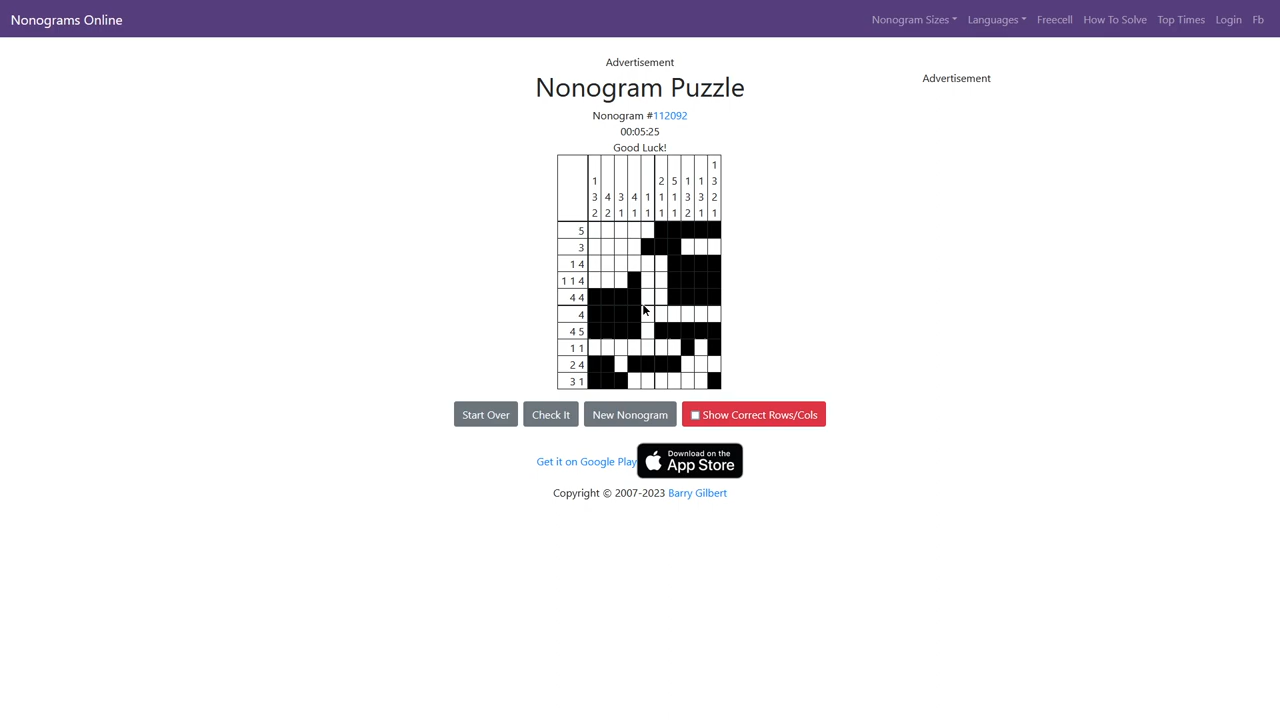 Nonograms Online
Nonogram Sizes Languages Freecell How To Solve Top Times Login Fb
Advertisement
Advertisement
Nonogram Puzzle
Nonogram #112092
00:05:25
Good Luck!
1
2 5 1 1 3
1 4 3 4 1 1 1 3 3 2
3 2 1 1 1 1 1 2 1 1
2
5
3
1 4
1 1 4
4 4
4
4 5
1 1
2 4
3 1
Start Over Check It New Nonogram Show Correct Rows/Cols
Get it on Google Play Download on the
App Store
Copyright © 2007-2023 Barry Gilbert